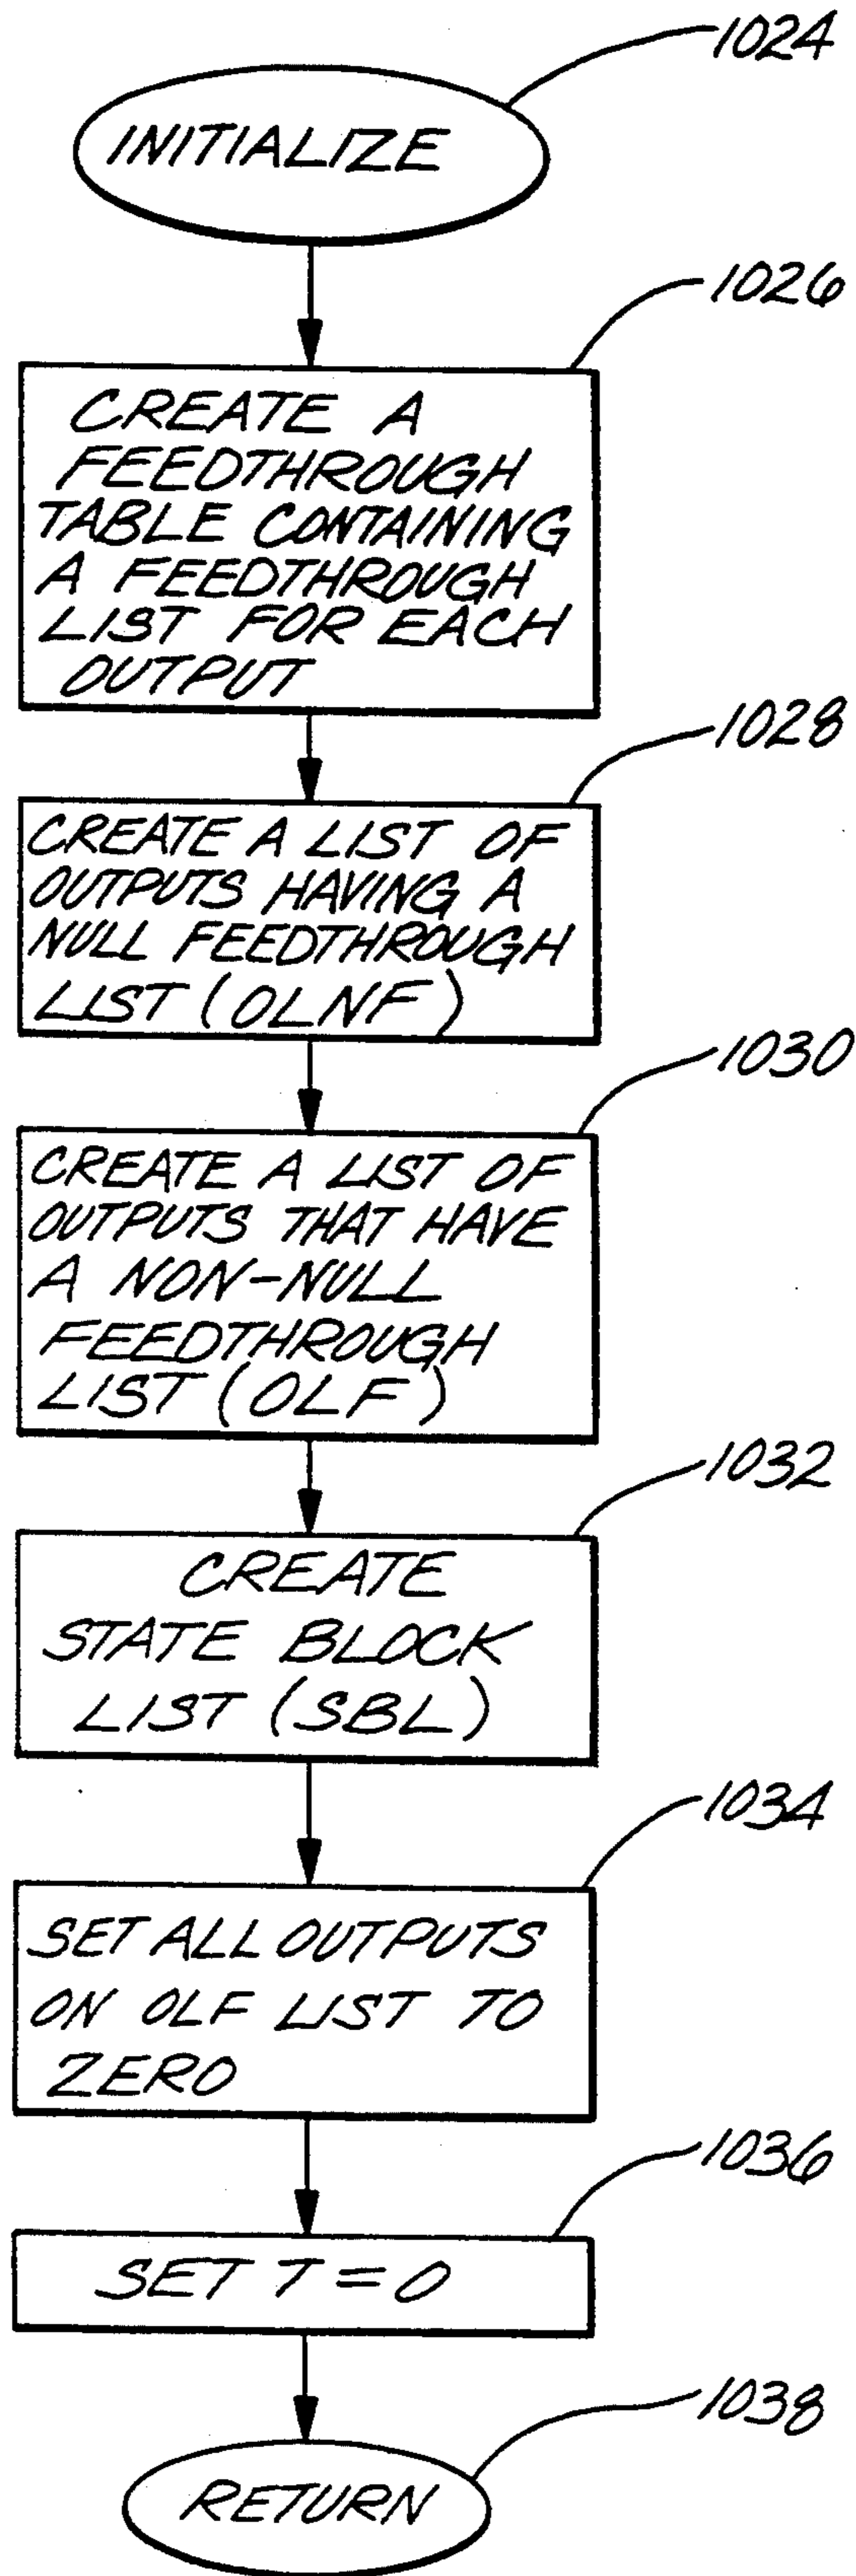 1024
INITIALIZE
1026
CREATE A
FEEDTHROUGH
TABLE CONTAINING
A FEEDTHROUGH
LIST FOR EACH
OUTPUT
1028
CREATE A LIST OF
OUTPUTS HAVING A
NULL FEEDTHROUGH
LIST (OLNF)
1030
CREATE A LIST OF
OUTPUTS THAT HAVE
A NON-NULL
FEEDTHROUGH
LIST (OLF)
1032
CREATE
STATE BLOCK
LIST (SBL)
1034
SET ALL OUTPUTS
ON OLF LIST TO
ZERO
1036
SET T = 0
1038
RETURN